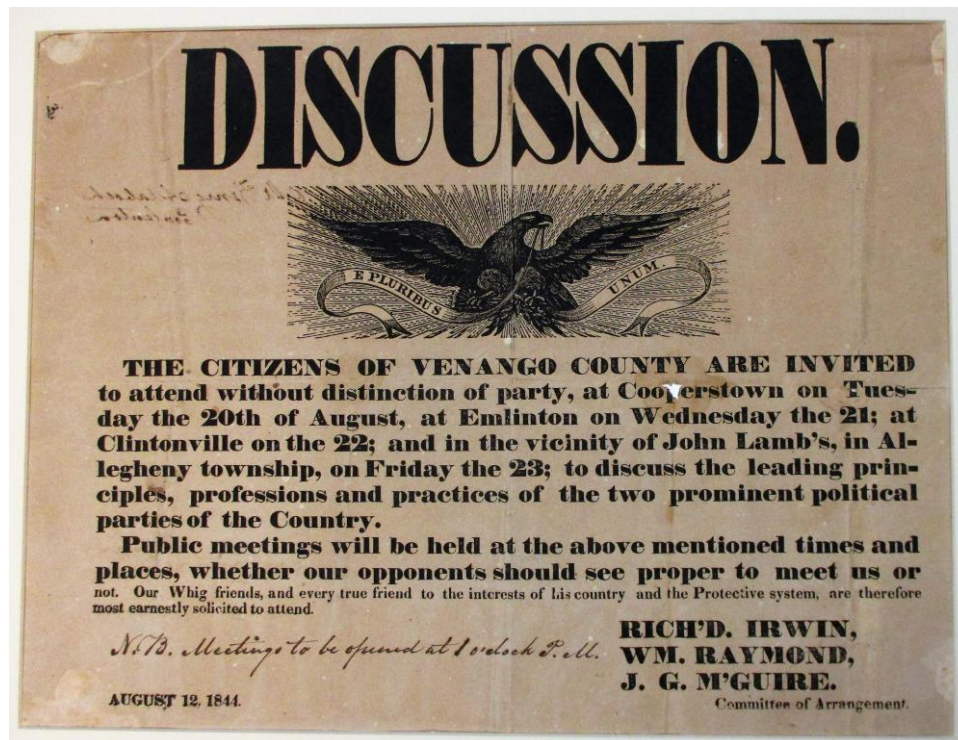 DISCUSSION.
E PLURIBUS UNUM.
THE CITIZENS OF VENANGO COUNTY ARE INVITED
to attend without distinction of party, at Cooperstown on Tues-
day the 20th of August, at Emlinton on Wednesday the 21; at
Clintonville on the 22; and in the vicinity of John Lamb's, in Al-
legheny township, on Friday the 23; to discuss the leading prin-
ciples, professions and practices of the two prominent political
parties of the Country.
Public meetings will be held at the above mentioned times and
places, whether our opponents should see proper to meet us or
not. Our Whig friends, and every true friend to the interests of his country and the Protective system, are therefore
most earnestly solicited to attend.
N.B. Meetings to be opened at 1 o'clock P.M.
RICH'D. IRWIN,
WM. RAYMOND,
J. G. M'GUIRE.
Committee of Arrangement.
AUGUST 12, 1844.